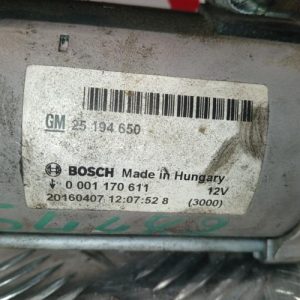 GM 25 194 650
BOSCH Made in Hungary
0 001 170 611 12V
20160407 12:07:52 8 (3000)